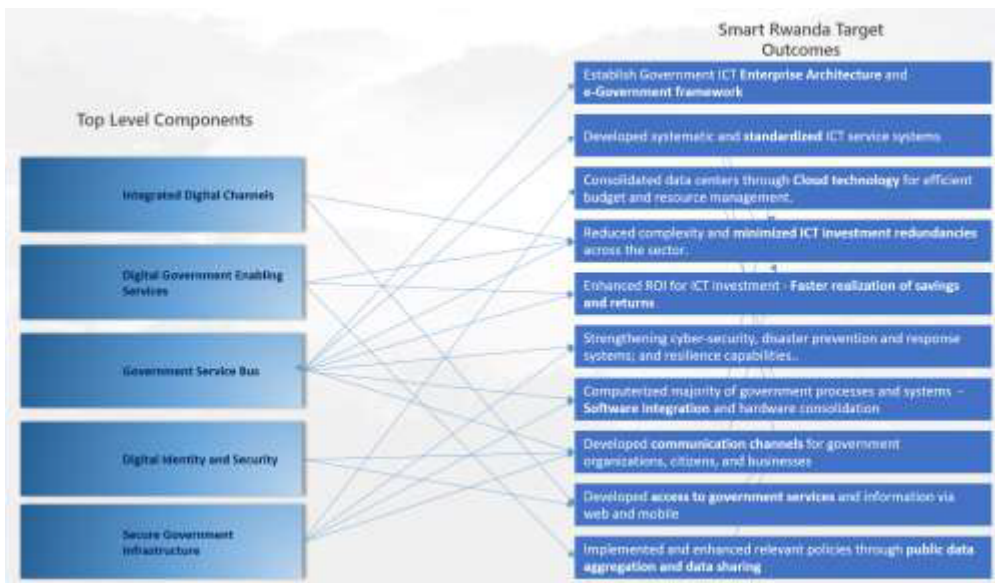 Smart Rwanda Target
Outcomes
Top Level Components
Integrated Digital Channels
Digital Government Enabling
Services
Government Service Bus
Digital Identity and Security
Secure Government
Infrastructure
Establish Government ICT Enterprise Architecture and
e-Government framework
Developed systematic and standardized ICT service systems
Consolidated data centers through Cloud technology for efficient
budget and resource management.
Reduced complexity and minimized ICT investment redundancies
across the sector.
Enhanced ROI for ICT investment - Faster realization of savings
and returns
Strengthening cyber-security, disaster prevention and response
systems; and resilience capabilities..
Computerized majority of government processes and systems –
Software Integration and hardware consolidation
Developed communication channels for government
organizations, citizens, and businesses
Developed access to government services and information via
web and mobile
Implemented and enhanced relevant policies through public data
aggregation and data sharing